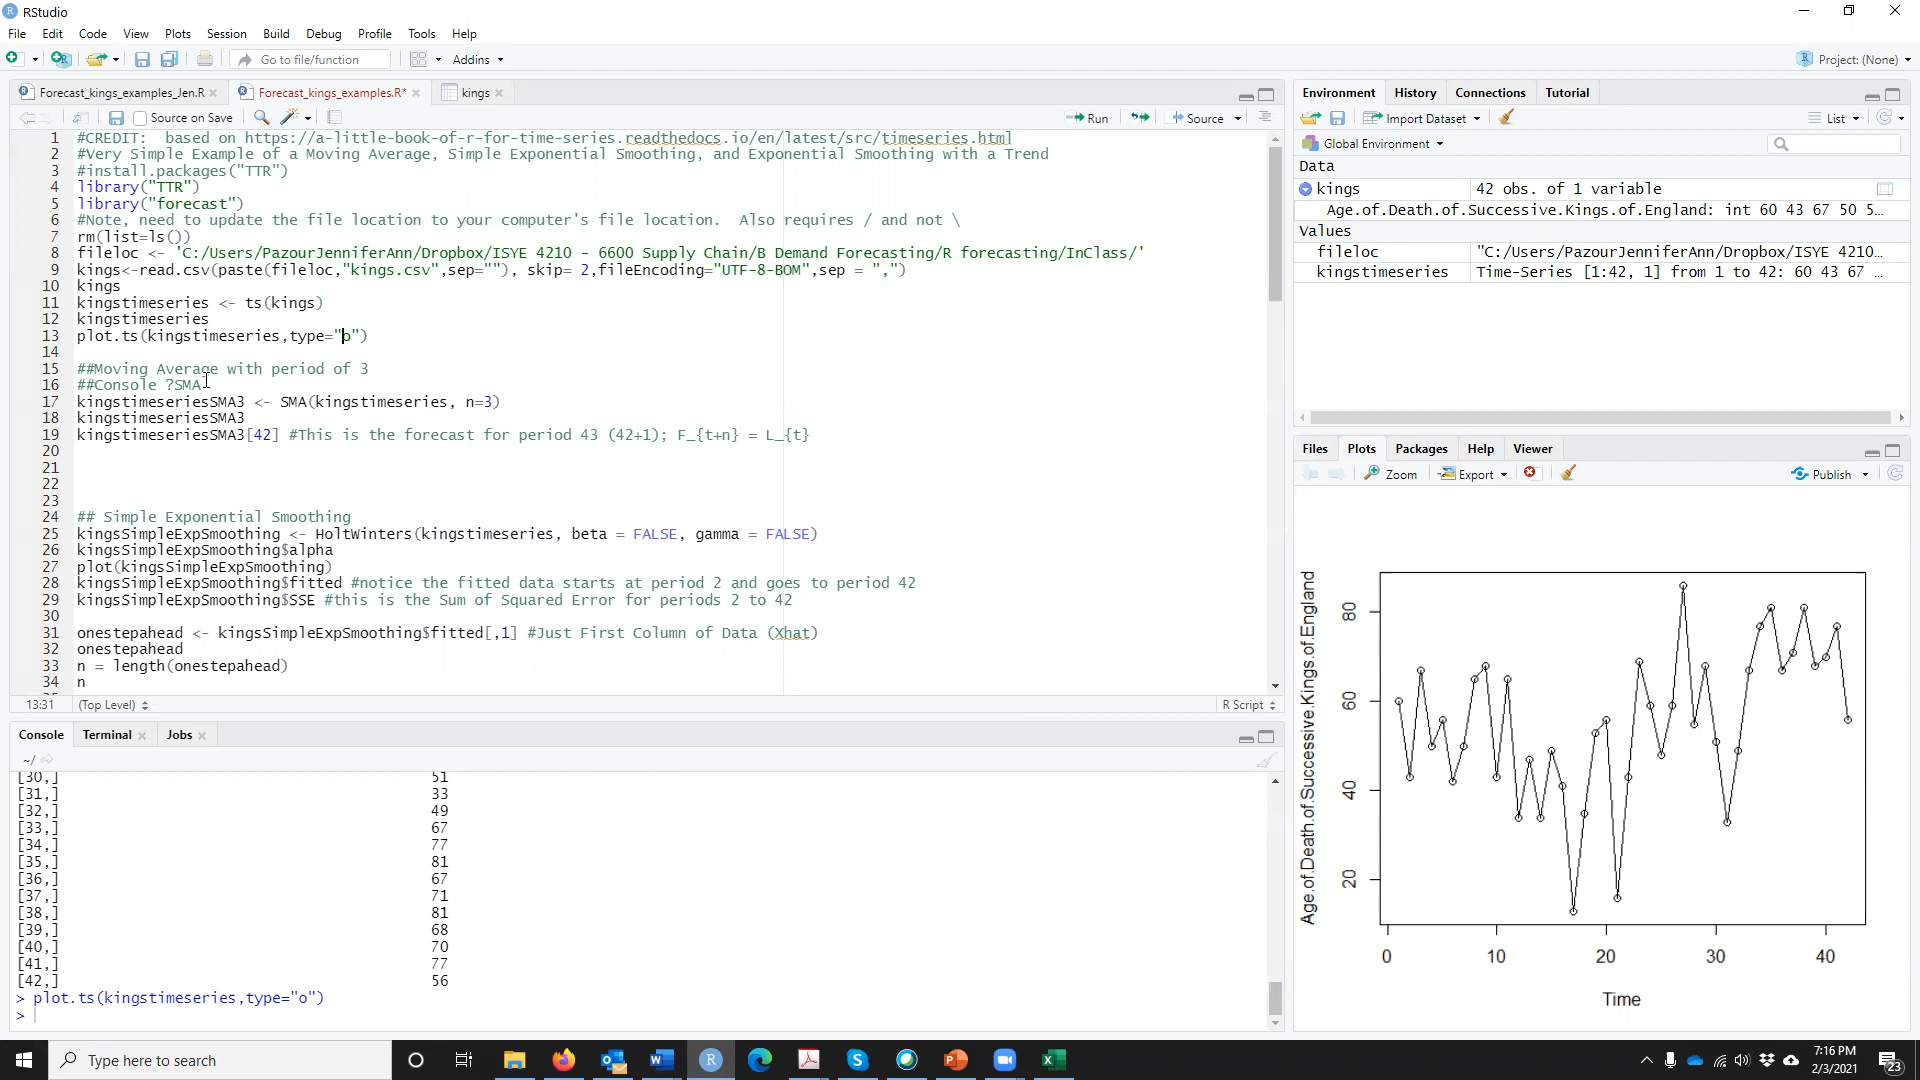 RStudio
File Edit Code View Plots Session Build Debug Profile Tools Help
Go to file/function Addins Project: (None)
Forecast_kings_examples_Jen.R Forecast_kings_examples.R* kings
Source on Save Run Source
1 #CREDIT:  based on https://a-little-book-of-r-for-time-series.readthedocs.io/en/latest/src/timeseries.html
2 #Very Simple Example of a Moving Average, Simple Exponential Smoothing, and Exponential Smoothing with a Trend
3 #install.packages("TTR")
4 library("TTR")
5 library("forecast")
6 #Note, need to update the file location to your computer's file location.  Also requires / and not \
7 rm(list=ls())
8 fileloc <- 'C:/Users/PazourJenniferAnn/Dropbox/ISYE 4210 - 6600 Supply Chain/B Demand Forecasting/R forecasting/InClass/'
9 kings<-read.csv(paste(fileloc,"kings.csv",sep=""), skip= 2,fileEncoding="UTF-8-BOM",sep = ",")
10 kings
11 kingstimeseries <- ts(kings)
12 kingstimeseries
13 plot.ts(kingstimeseries,type="o")
14
15 ##Moving Average with period of 3
16 ##Console ?SMA
17 kingstimeseriesSMA3 <- SMA(kingstimeseries, n=3)
18 kingstimeseriesSMA3
19 kingstimeseriesSMA3[42] #This is the forecast for period 43 (42+1); F_{t+n} = L_{t}
20
21
22
23
24 ## Simple Exponential Smoothing
25 kingsSimpleExpSmoothing <- HoltWinters(kingstimeseries, beta = FALSE, gamma = FALSE)
26 kingsSimpleExpSmoothing$alpha
27 plot(kingsSimpleExpSmoothing)
28 kingsSimpleExpSmoothing$fitted #notice the fitted data starts at period 2 and goes to period 42
29 kingsSimpleExpSmoothing$SSE #this is the Sum of Squared Error for periods 2 to 42
30
31 onestepahead <- kingsSimpleExpSmoothing$fitted[,1] #Just First Column of Data (Xhat)
32 onestepahead
33 n = length(onestepahead)
34 n
13:31 (Top Level) R Script
Console Terminal Jobs
~/
[30,] 51
[31,] 33
[32,] 49
[33,] 67
[34,] 77
[35,] 81
[36,] 67
[37,] 71
[38,] 81
[39,] 68
[40,] 70
[41,] 77
[42,] 56
> plot.ts(kingstimeseries,type="o")
>
Environment History Connections Tutorial
Import Dataset List
Global Environment
Data
kings 42 obs. of 1 variable
Age.of.Death.of.Successive.Kings.of.England: int 60 43 67 50 5…
Values
fileloc "C:/Users/PazourJenniferAnn/Dropbox/ISYE 4210…
kingstimeseries Time-Series [1:42, 1] from 1 to 42: 60 43 67 …
Files Plots Packages Help Viewer
Zoom Export Publish
Age.of.Death.of.Successive.Kings.of.England
80
60
40
20
0 10 20 30 40
Time
Type here to search
7:16 PM
2/3/2021
23